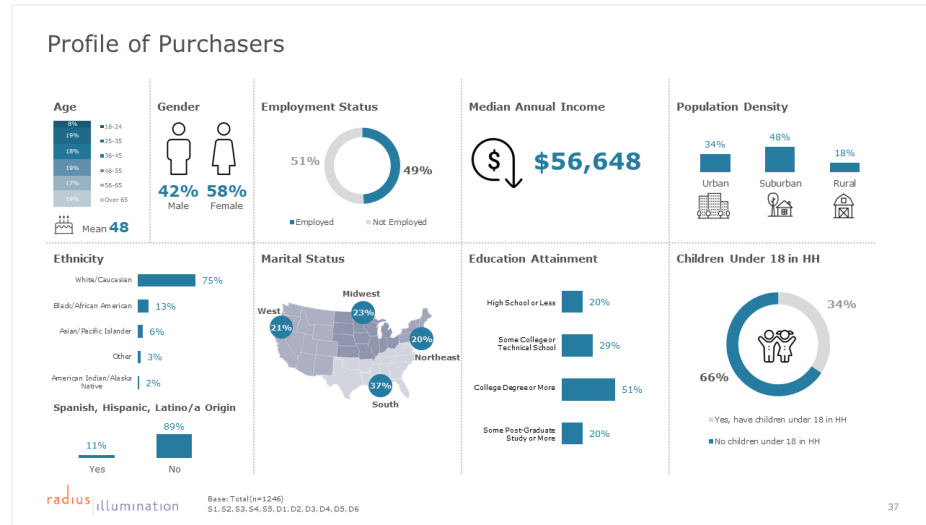 Profile of Purchasers
Age
8%
19%
18%
19%
17%
19%
18-24
25-35
36-45
46-55
56-65
Over 65
Mean 48
Gender
42% 58%
Male Female
Employment Status
51%
49%
Employed Not Employed
Median Annual Income
$
$56,648
Population Density
34%
48%
18%
Urban Suburban Rural
Ethnicity
White/Caucasian 75%
Black/African American 13%
Asian/Pacific Islander 6%
Other 3%
American Indian/Alaska
Native 2%
Spanish, Hispanic, Latino/a Origin
11%
89%
Yes No
Marital Status
Midwest
West 23%
21%
20%
Northeast
37%
South
Education Attainment
High School or Less 20%
Some College or
Technical School 29%
College Degree or More 51%
Some Post-Graduate
Study or More 20%
Children Under 18 in HH
34%
66%
Yes, have children under 18 in HH
No children under 18 in HH
radius illumination
Base: Total (n=1246)
S1, S2, S3, S4, S5, D1, D2, D3, D4, D5, D6
37